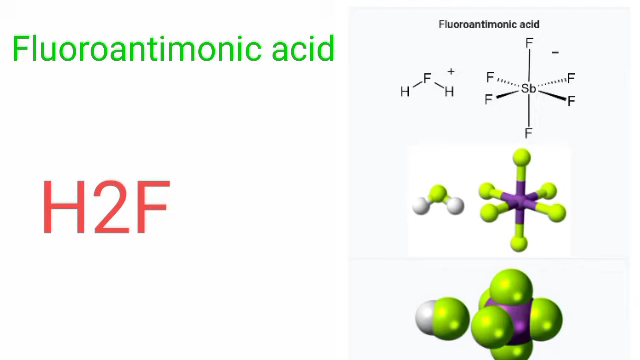 Fluoroantimonic acid
H2F
Fluoroantimonic acid
F
−
F
+
H
H
F
F
Sb
F
F
F